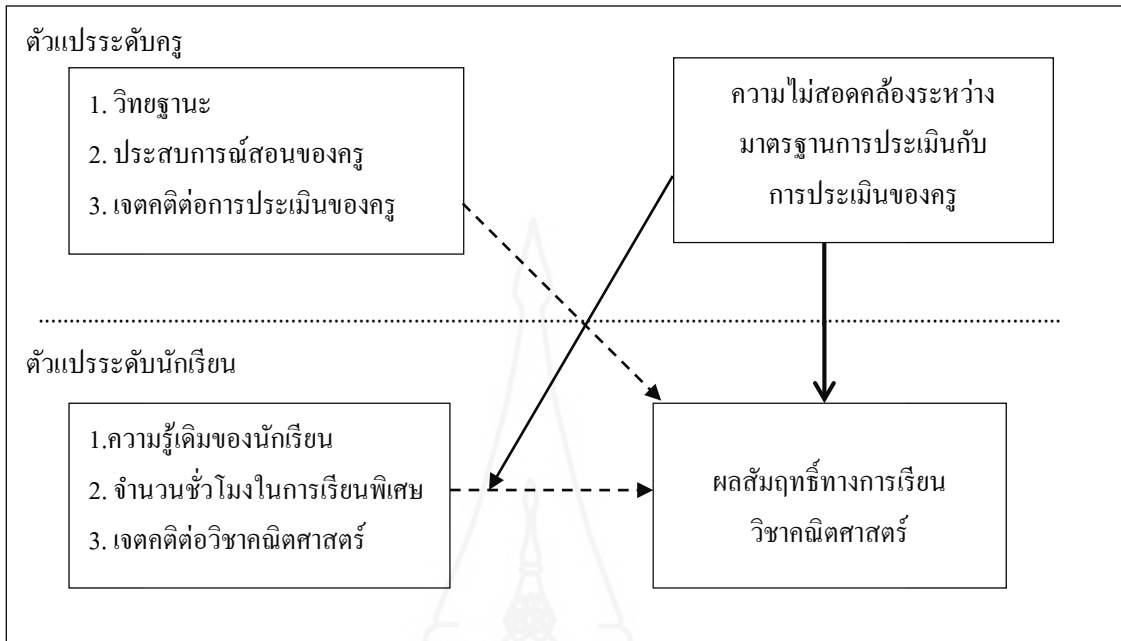 ตัวแปรระดับครู
1. วิทยฐานะ
2. ประสบการณ์สอนของครู
3. เจตคติต่อการประเมินของครู
ความไม่สอดคล้องระหว่าง
มาตรฐานการประเมินกับ
การประเมินของครู
ตัวแปรระดับนักเรียน
1.ความรู้เดิมของนักเรียน
2. จำนวนชั่วโมงในการเรียนพิเศษ
3. เจตคติต่อวิชาคณิตศาสตร์
ผลสัมฤทธิ์ทางการเรียน
วิชาคณิตศาสตร์